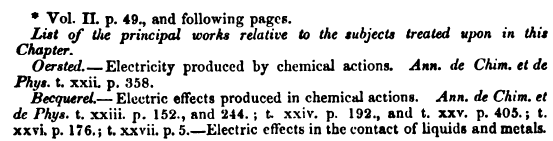 * Vol. II. p. 49., and following pages.
List of the principal works relative to the subjects treated upon in this
Chapter.
Oersted.—Electricity produced by chemical actions. Ann. de Chim. et de
Phys. t. xxii. p. 358.
Becquerel.—Electric effects produced in chemical actions. Ann. de Chim. et
de Phys. t. xxiii. p. 152., and 244.; t. xxiv. p. 192., and t. xxv. p. 405.; t.
xxvi. p. 176.; t. xxvii. p. 5.—Electric effects in the contact of liquids and metals.